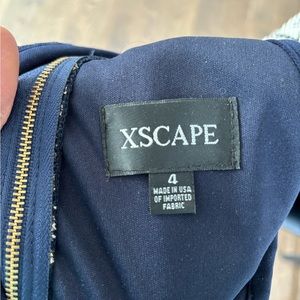 XSCAPE
4
MADE IN USA
OF IMPORTED
FABRIC